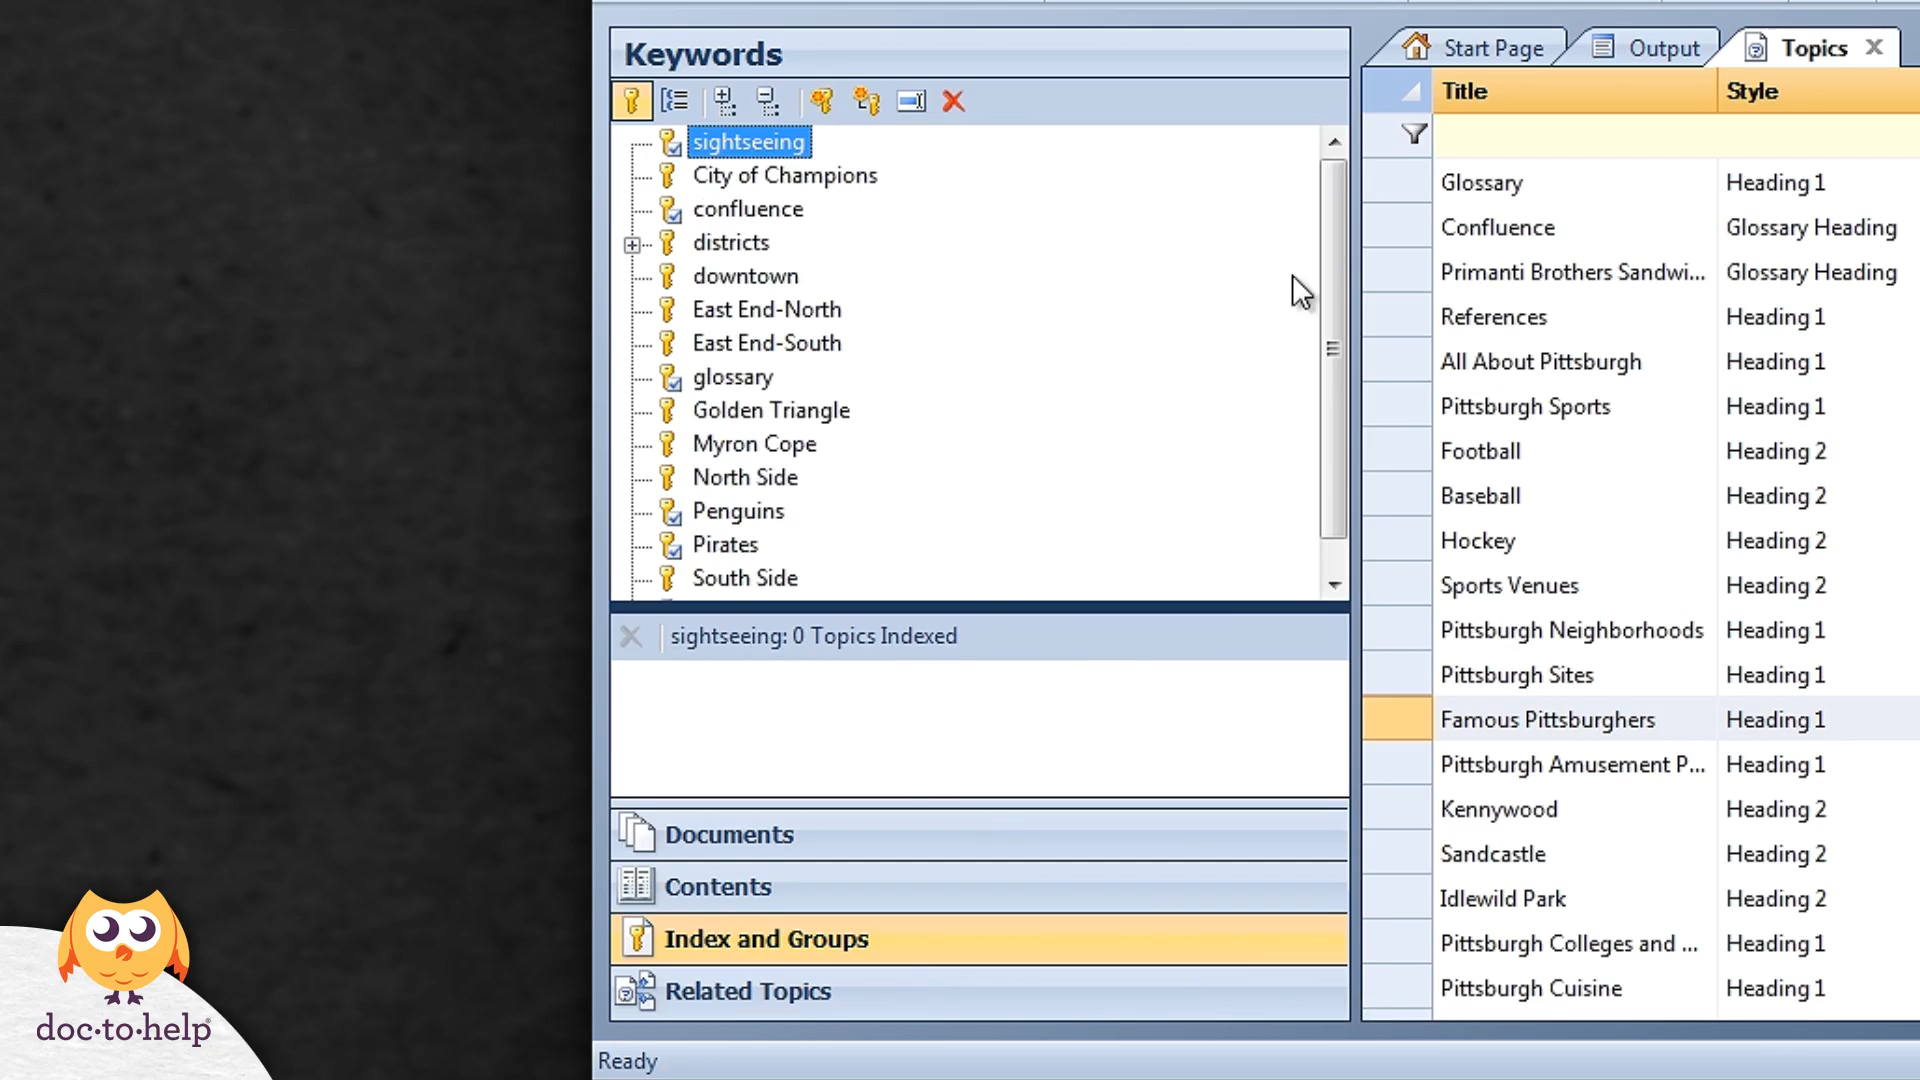 Keywords
sightseeing
City of Champions
confluence
districts
downtown
East End-North
East End-South
glossary
Golden Triangle
Myron Cope
North Side
Penguins
Pirates
South Side
sightseeing: 0 Topics Indexed
Documents
Contents
Index and Groups
Related Topics
Ready
Start Page Output Topics
Title Style
Glossary Heading 1
Confluence Glossary Heading
Primanti Brothers Sandwi... Glossary Heading
References Heading 1
All About Pittsburgh Heading 1
Pittsburgh Sports Heading 1
Football Heading 2
Baseball Heading 2
Hockey Heading 2
Sports Venues Heading 2
Pittsburgh Neighborhoods Heading 1
Pittsburgh Sites Heading 1
Famous Pittsburghers Heading 1
Pittsburgh Amusement P... Heading 1
Kennywood Heading 2
Sandcastle Heading 2
Idlewild Park Heading 2
Pittsburgh Colleges and ... Heading 1
Pittsburgh Cuisine Heading 1
doc·to·help®